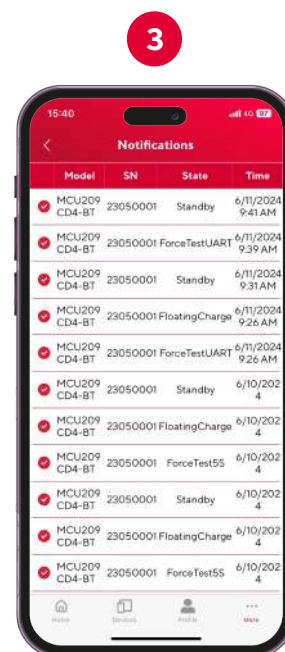 3
15:40
4G 97
Notifications
Model SN State Time
MCU209 CD4-BT 23050001 Standby 6/11/2024 9:41 AM
MCU209 CD4-BT 23050001 ForceTestUART 6/11/2024 9:39 AM
MCU209 CD4-BT 23050001 Standby 6/11/2024 9:31 AM
MCU209 CD4-BT 23050001 FloatingCharge 6/11/2024 9:26 AM
MCU209 CD4-BT 23050001 ForceTestUART 6/11/2024 9:26 AM
MCU209 CD4-BT 23050001 Standby 6/10/202 4
MCU209 CD4-BT 23050001 FloatingCharge 6/10/202 4
MCU209 CD4-BT 23050001 ForceTest5S 6/10/202 4
MCU209 CD4-BT 23050001 Standby 6/10/202 4
MCU209 CD4-BT 23050001 FloatingCharge 6/10/202 4
MCU209 CD4-BT 23050001 ForceTest5S 6/10/202 4
Home Devices Profile More